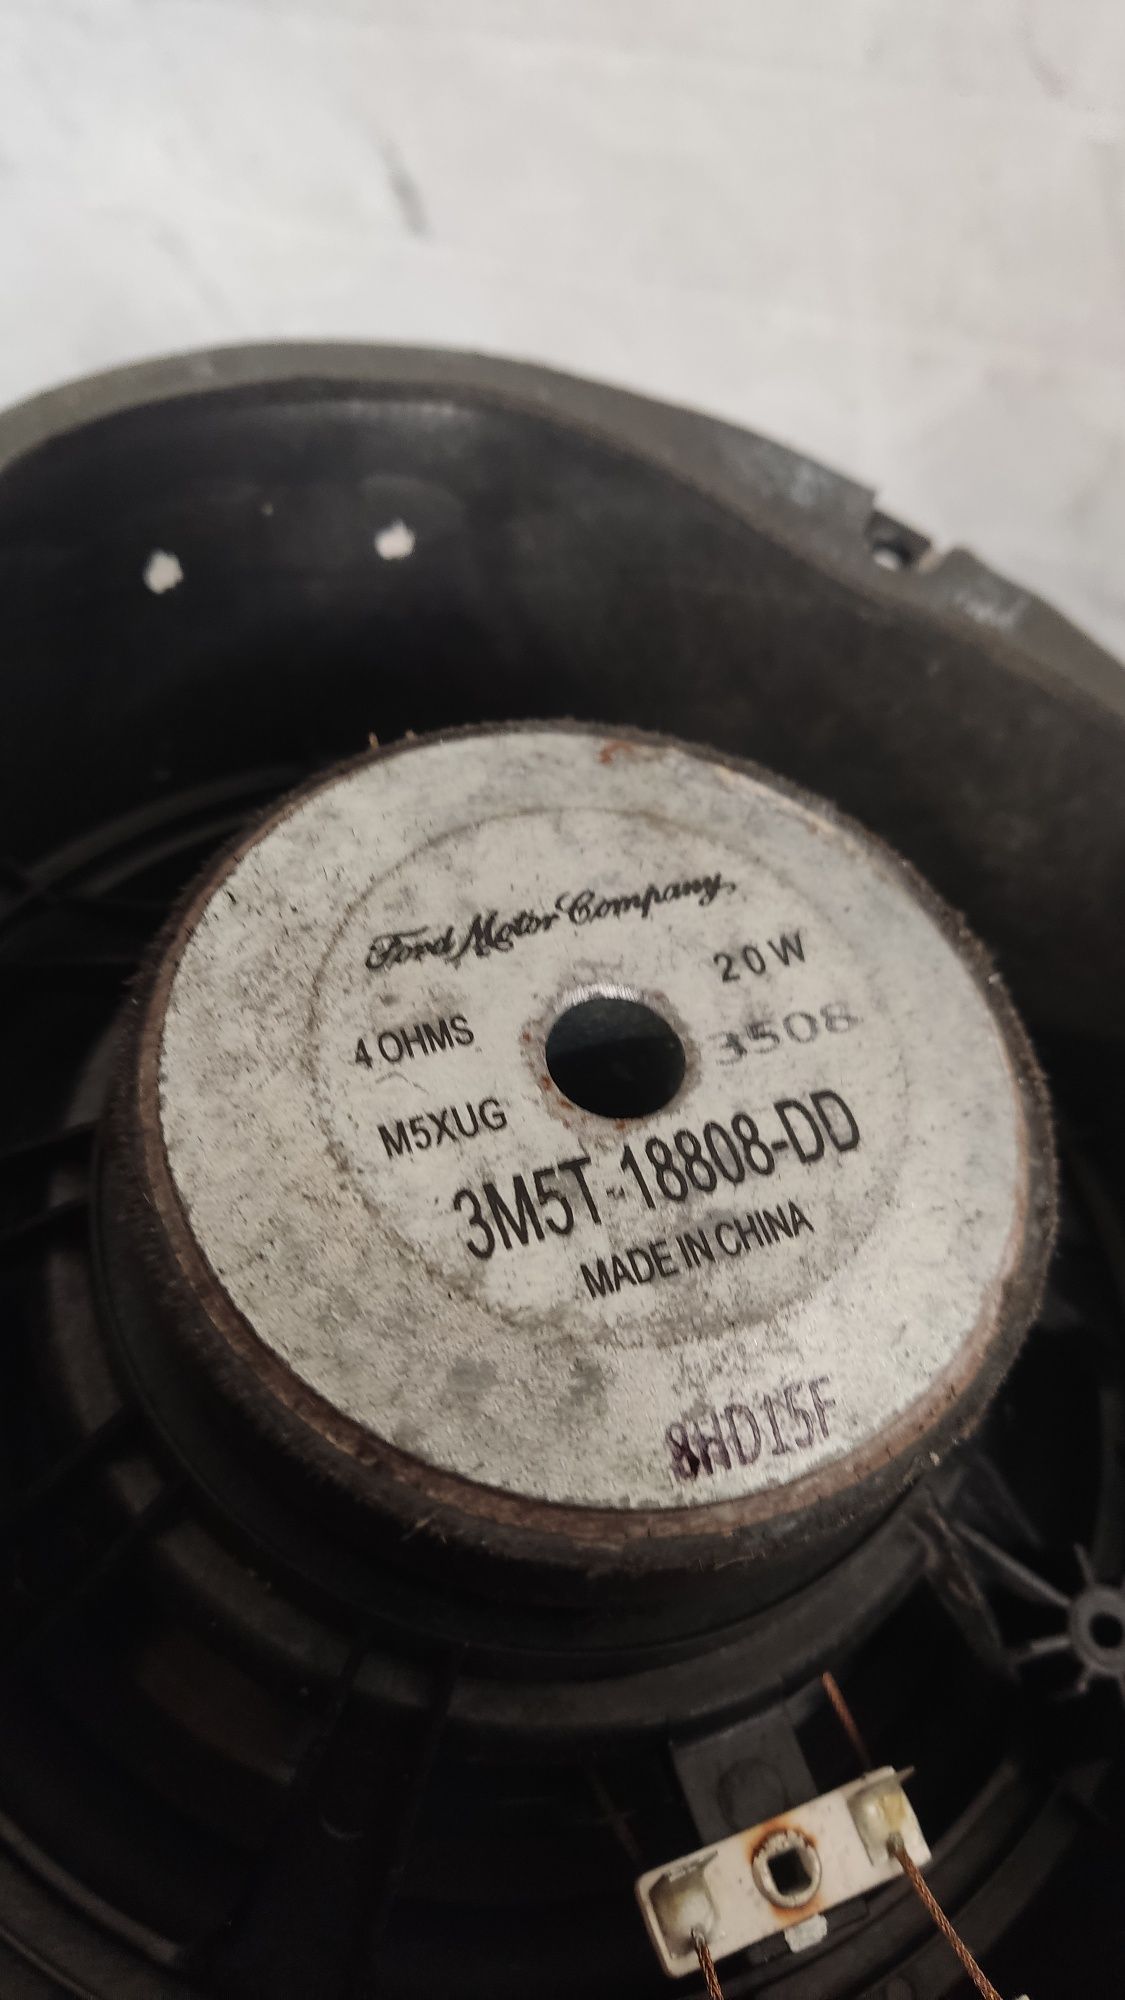 Ford Motor Company,
20W
4 OHMS
3508
M5XUG
3M5T-18808-DD
MADE IN CHINA
8HD15F